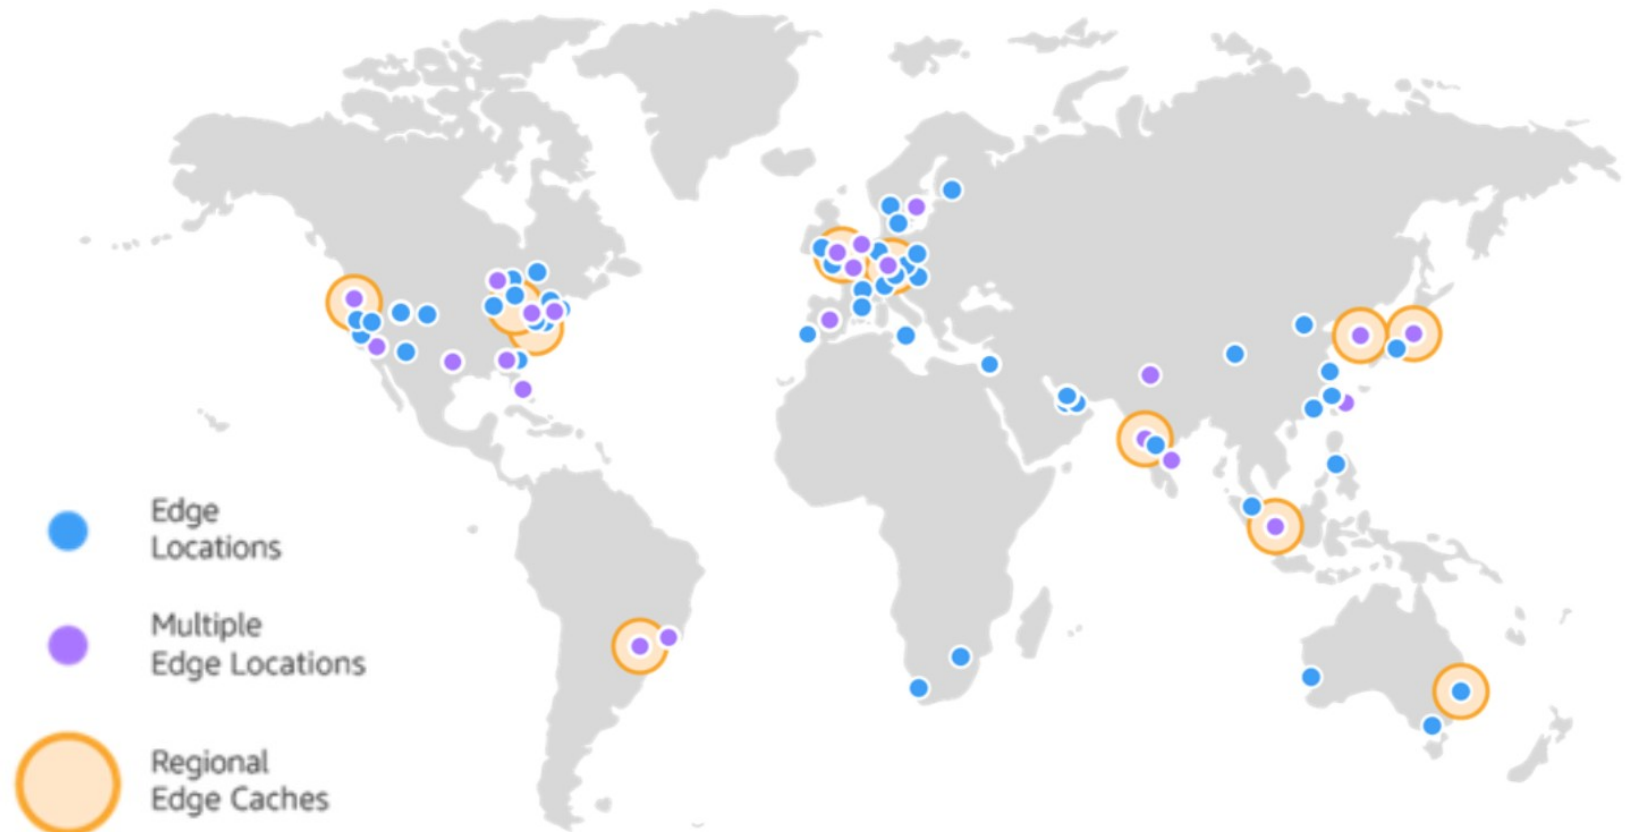 Edge
Locations
Multiple
Edge Locations
Regional
Edge Caches